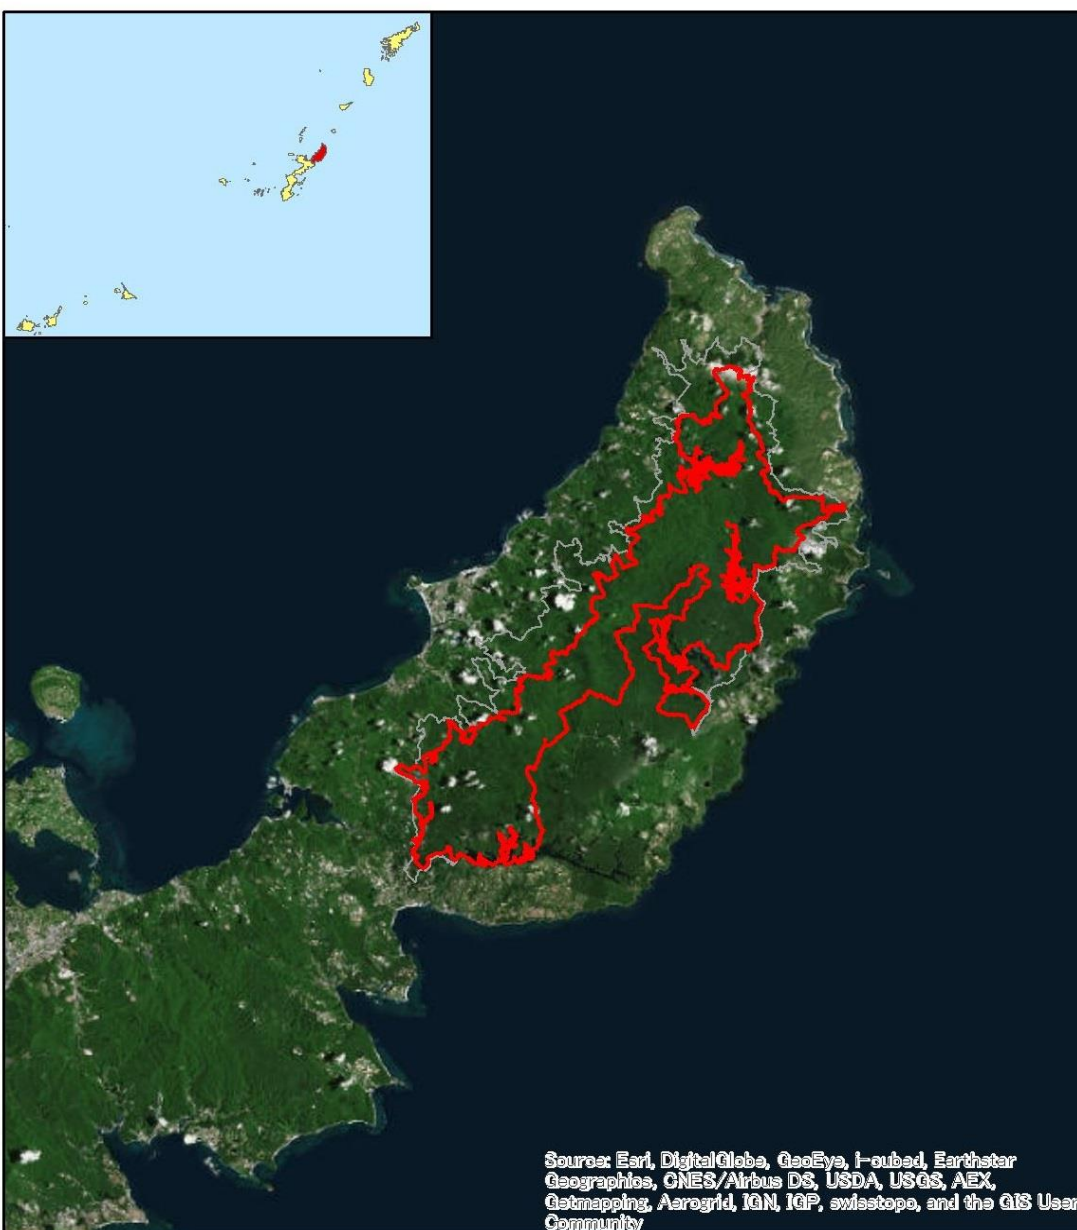 Source: Esri, DigitalGlobe, GeoEye, i-cubed, Earthstar
Geographics, CNES/Airbus DS, USDA, USGS, AEX,
Getmapping, Aerogrid, IGN, IGP, swisstopo, and the GIS User
Community